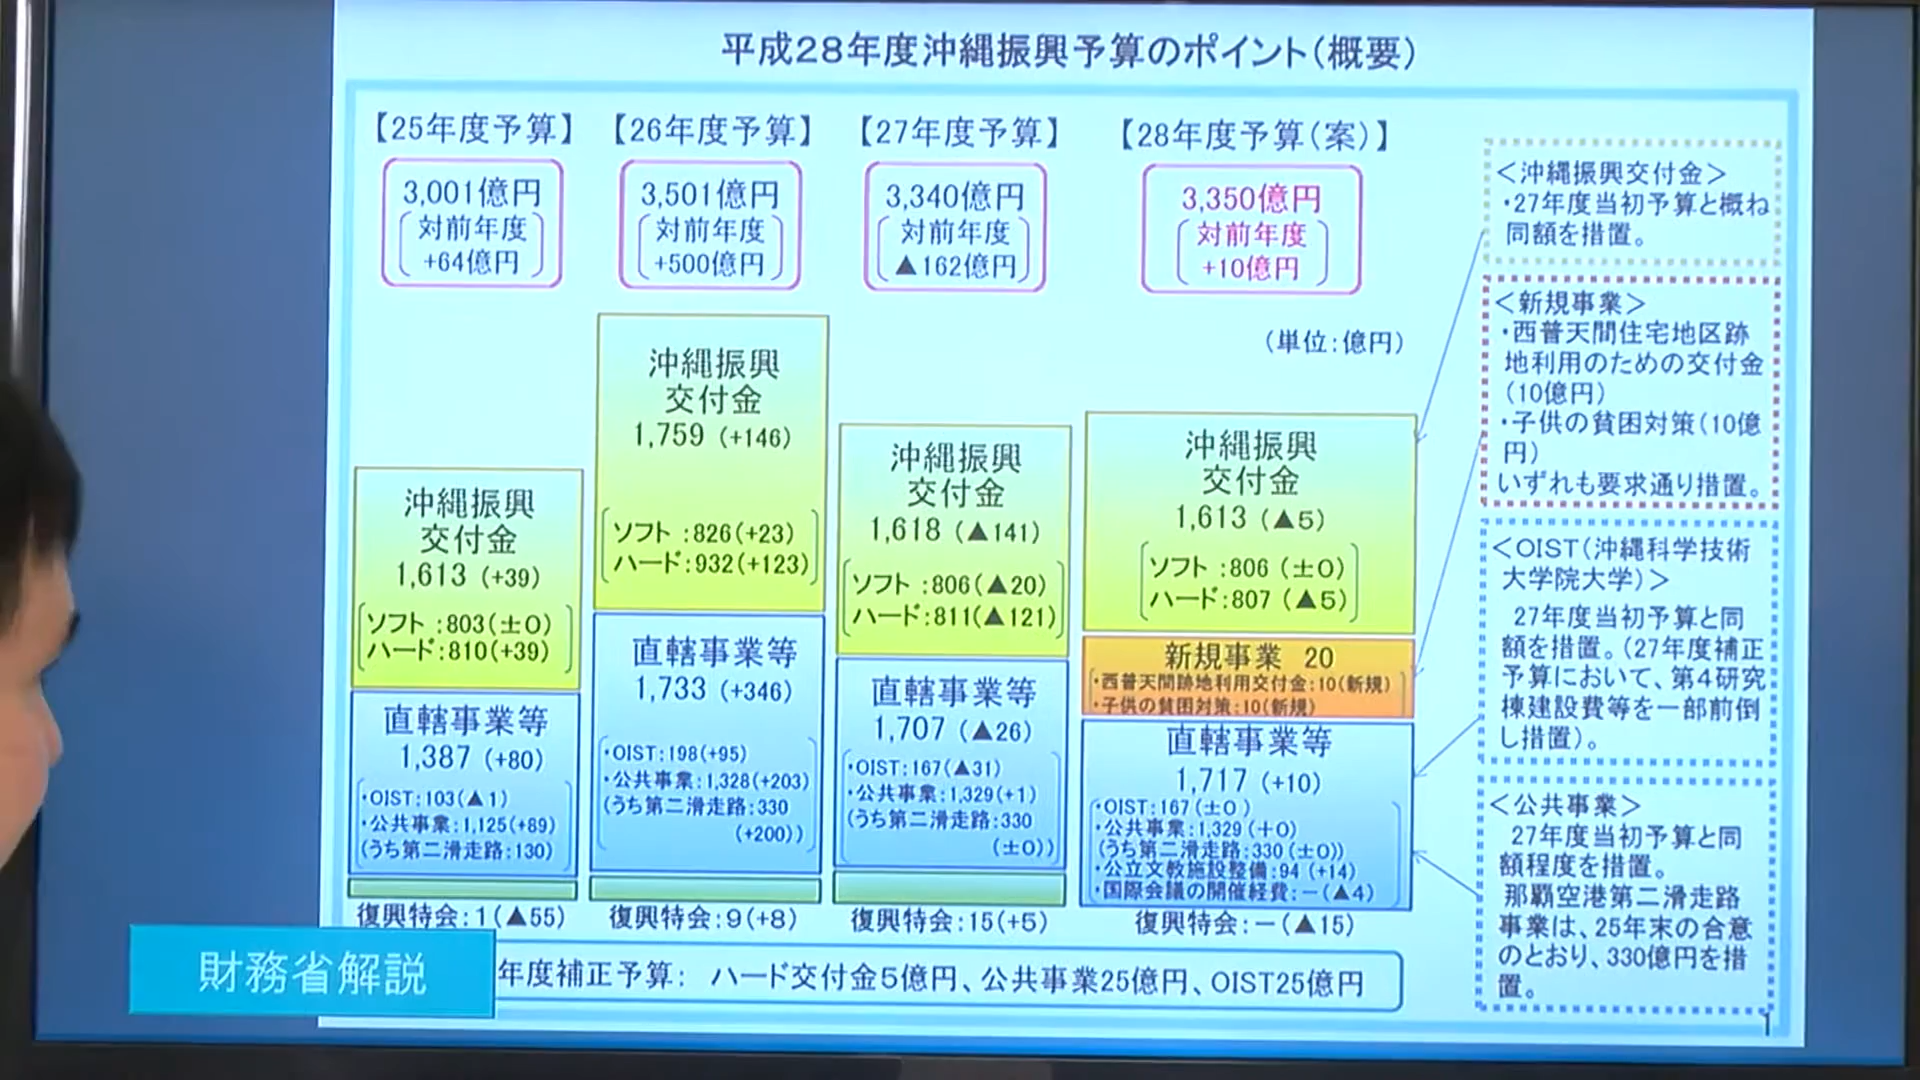 平成28年度沖縄振興予算のポイント(概要)
【25年度予算】
3,001億円
対前年度
+64億円
【26年度予算】
3,501億円
対前年度
+500億円
【27年度予算】
3,340億円
対前年度
▲162億円
【28年度予算(案)】
3,350億円
対前年度
+10億円
(単位:億円)
沖縄振興
交付金
1,613 (+39)
ソフト:803(±0)
ハード:810(+39)
直轄事業等
1,387 (+80)
・OIST:103(▲1)
・公共事業:1,125(+89)
(うち第二滑走路:130)
復興特会:1(▲55)
沖縄振興
交付金
1,759 (+146)
ソフト:826(+23)
ハード:932(+123)
直轄事業等
1,733 (+346)
・OIST:198(+95)
・公共事業:1,328(+203)
(うち第二滑走路:330
(+200))
復興特会:9(+8)
沖縄振興
交付金
1,618 (▲141)
ソフト:806(▲20)
ハード:811(▲121)
直轄事業等
1,707 (▲26)
・OIST:167(▲31)
・公共事業:1,329(+1)
(うち第二滑走路:330
(±0))
復興特会:15(+5)
沖縄振興
交付金
1,613 (▲5)
ソフト:806 (±0)
ハード:807 (▲5)
新規事業 20
・西普天間跡地利用交付金:10(新規)
・子供の貧困対策:10(新規)
直轄事業等
1,717 (+10)
・OIST:167(±0)
・公共事業:1,329(±0)
(うち第二滑走路:330(±0))
・公立文教施設整備:94(+14)
・国際会議の開催経費:-(▲4)
復興特会:-(▲15)
<沖縄振興交付金>
・27年度当初予算と概ね
同額を措置。
<新規事業>
・西普天間住宅地区跡
地利用のための交付金
(10億円)
・子供の貧困対策(10億
円)
いずれも要求通り措置。
<OIST(沖縄科学技術
大学院大学)>
27年度当初予算と同
額を措置。(27年度補正
予算において、第4研究
棟建設費等を一部前倒
し措置)。
<公共事業>
27年度当初予算と同
額程度を措置。
那覇空港第二滑走路
事業は、25年末の合意
のとおり、330億円を措
置。
年度補正予算: ハード交付金5億円、公共事業25億円、OIST25億円
1
財務省解説